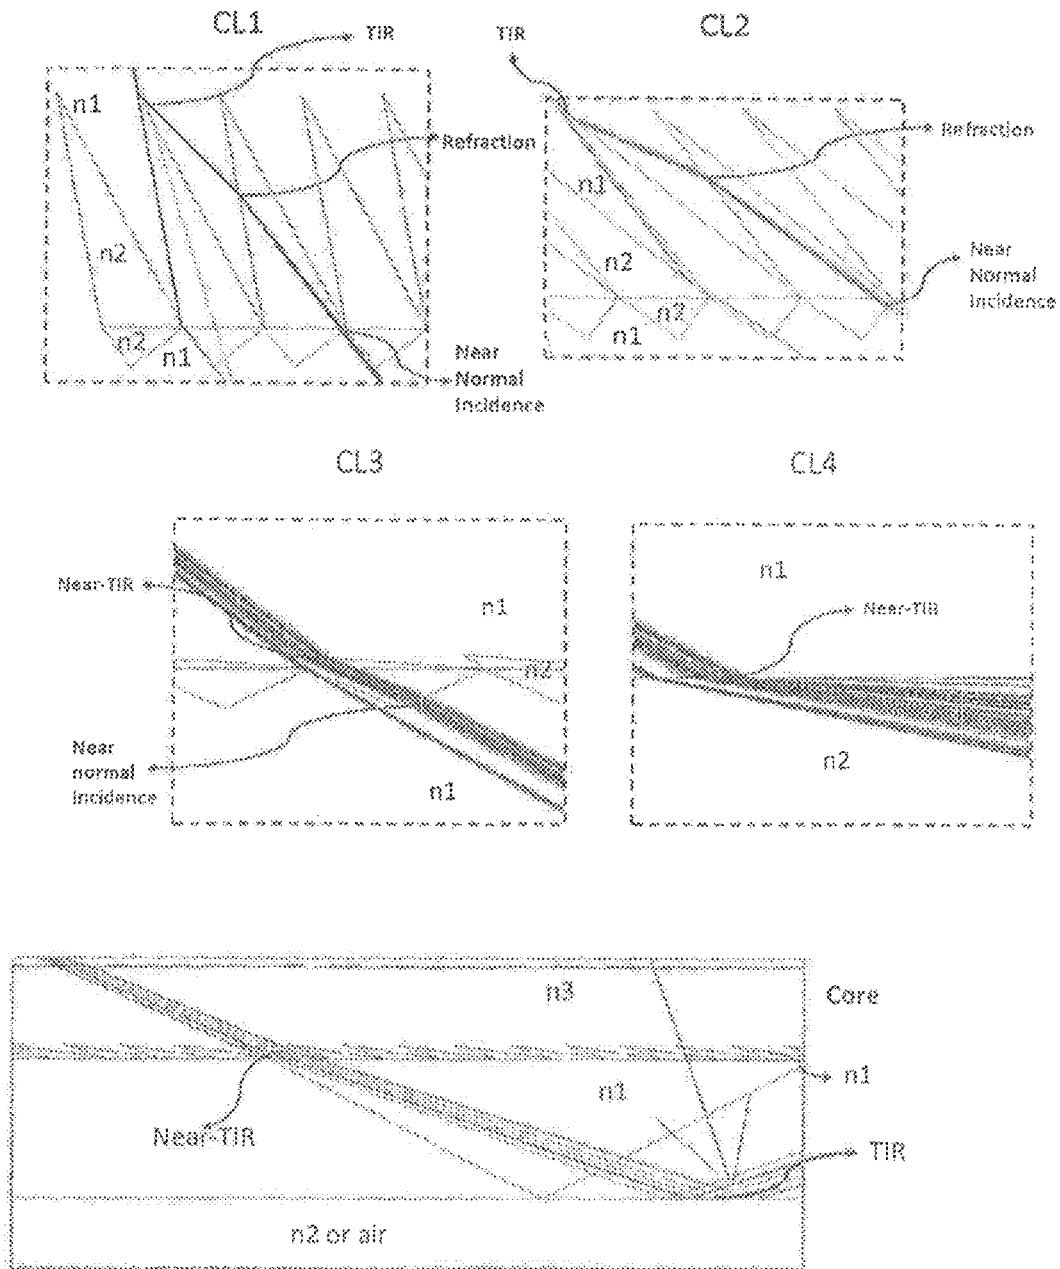 CL1
TIR
n1
Refraction
n2
n2
n1
Near
Normal
Incidence
CL2
TIR
Refraction
n1
n2
n2
n1
Near
Normal
Incidence
CL3
Near-TIR
n1
n2
Near
normal
incidence
n1
CL4
n1
Near-TIR
n2
n3
Core
n1
n1
Near-TIR
TIR
n2 or air